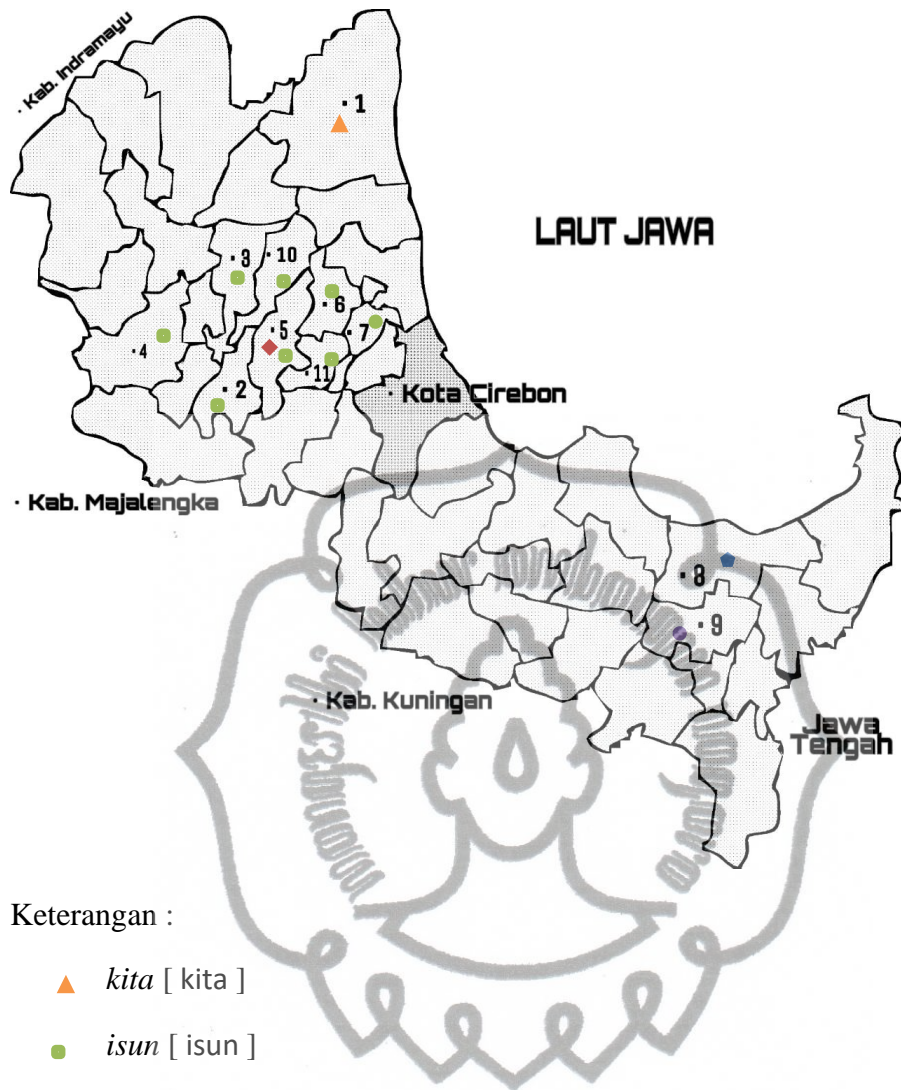 · Kab. Indramayu
· 1
LAUT JAWA
· 3
· 10
· 6
· 5
· 7
· 4
· 11
· 2
· Kota Cirebon
· Kab. Majalengka
· 8
· 9
· Kab. Kuningan
Jawa
Tengah
Keterangan :
kita [ kita ]
isun [ isun ]